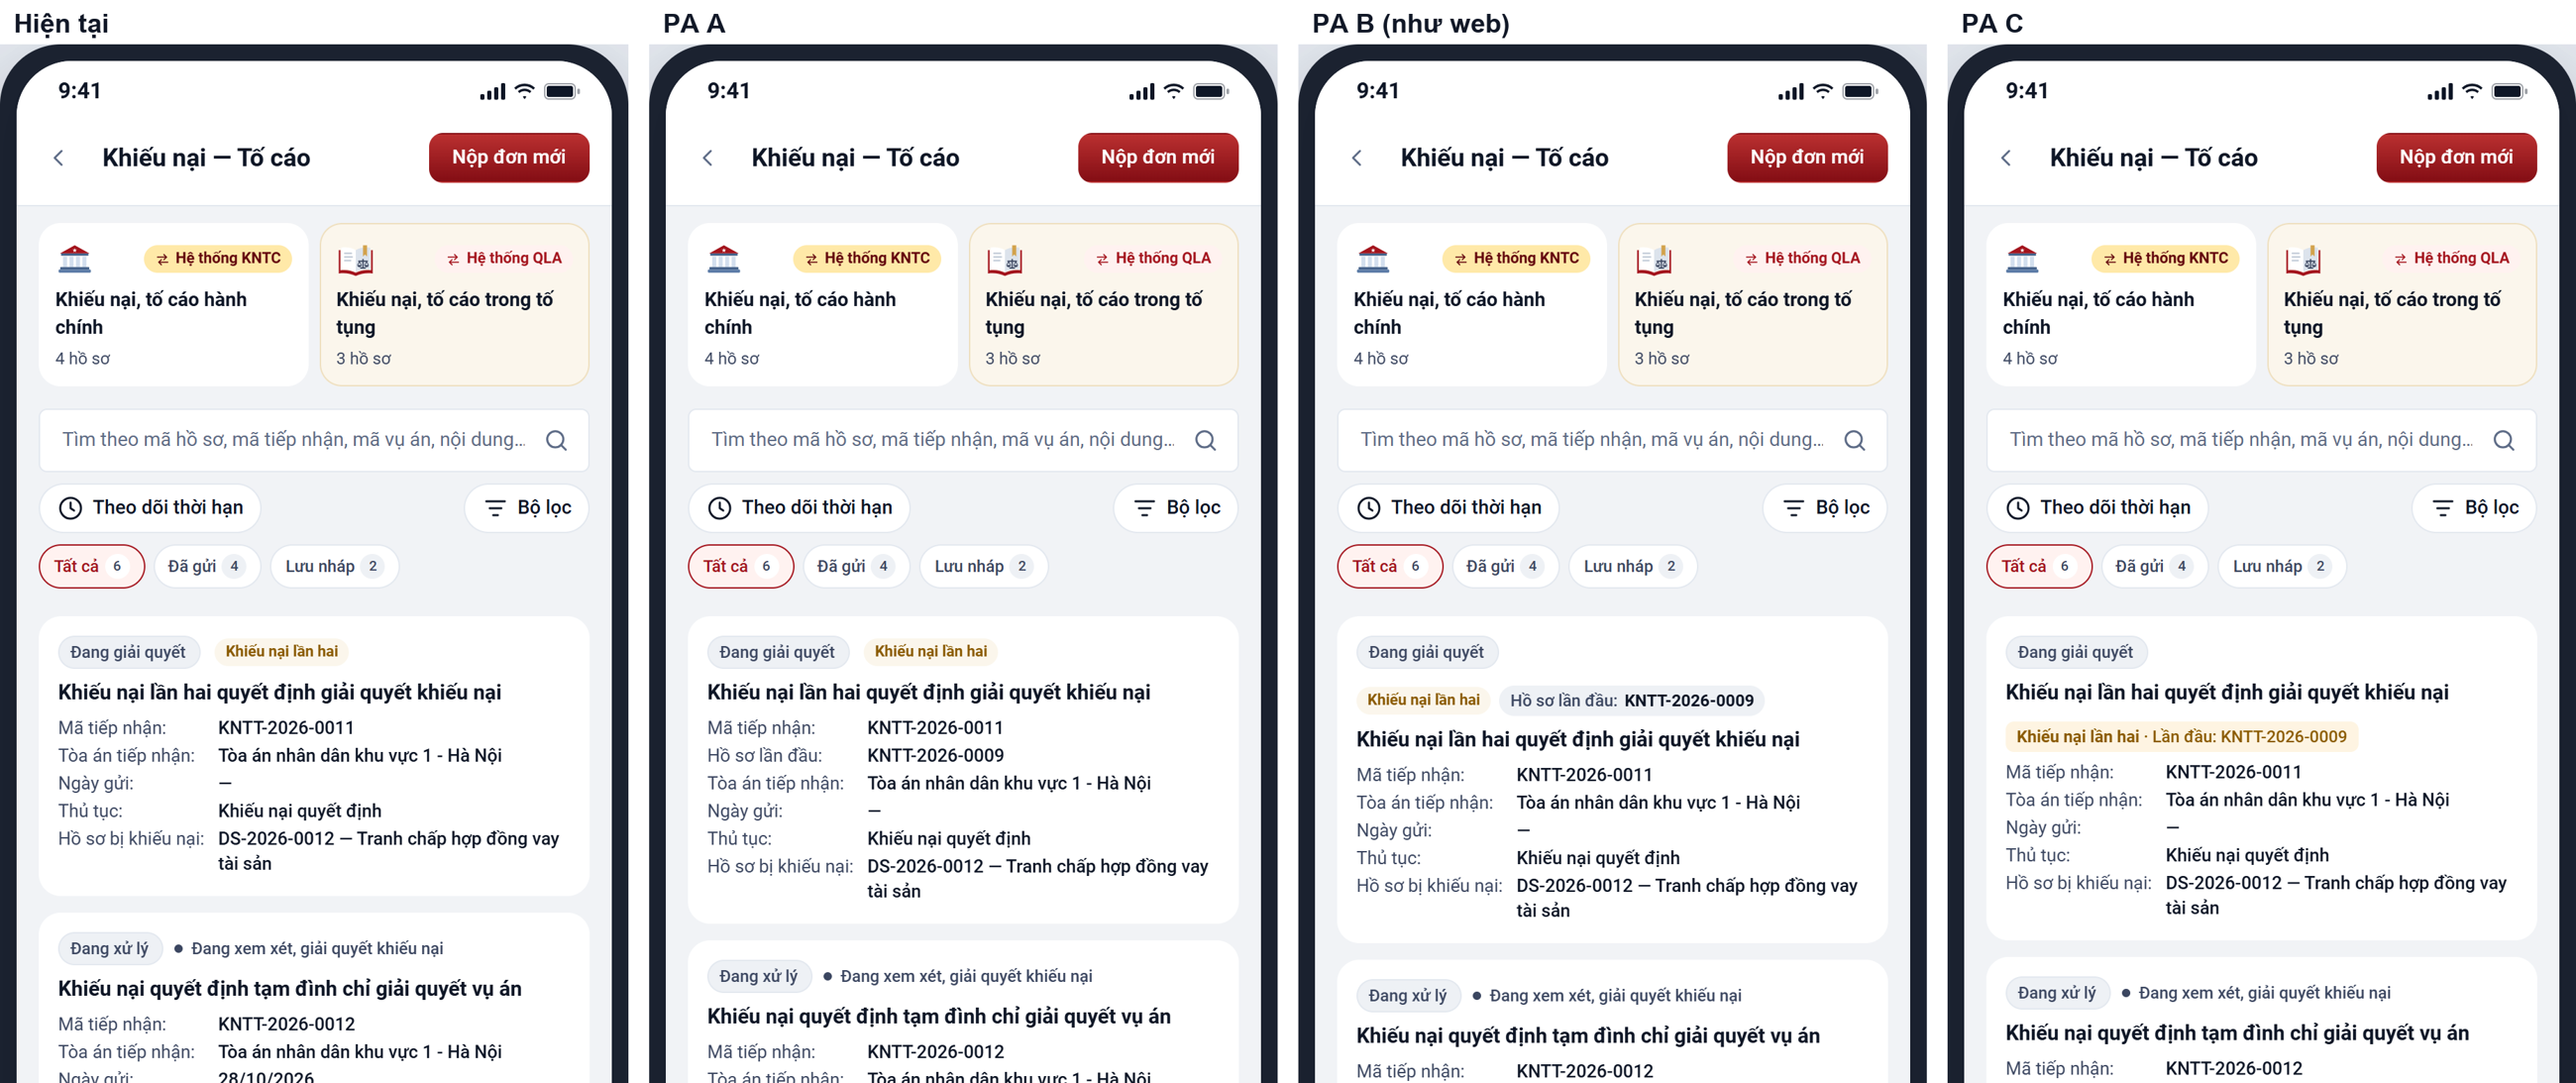 Hiện tại
9:41
Khiếu nại – Tố cáo
Nộp đơn mới
Hệ thống KNTC
Khiếu nại, tố cáo hành
chính
4 hồ sơ
Hệ thống QLA
Khiếu nại, tố cáo trong tố
tụng
3 hồ sơ
Tìm theo mã hồ sơ, mã tiếp nhận, mã vụ án, nội dung...
Theo dõi thời hạn
Bộ lọc
Tất cả 6
Đã gửi 4
Lưu nháp 2
Đang giải quyết
Khiếu nại lần hai
Khiếu nại lần hai quyết định giải quyết khiếu nại
Mã tiếp nhận: KNTT-2026-0011
Tòa án tiếp nhận: Tòa án nhân dân khu vực 1 - Hà Nội
Ngày gửi: –
Thủ tục: Khiếu nại quyết định
Hồ sơ bị khiếu nại: DS-2026-0012 – Tranh chấp hợp đồng vay
tài sản
Đang xử lý
• Đang xem xét, giải quyết khiếu nại
Khiếu nại quyết định tạm đình chỉ giải quyết vụ án
Mã tiếp nhận: KNTT-2026-0012
Tòa án tiếp nhận: Tòa án nhân dân khu vực 1 - Hà Nội
Ngày gửi: 28/10/2026
PA A
9:41
Khiếu nại – Tố cáo
Nộp đơn mới
Hệ thống KNTC
Khiếu nại, tố cáo hành
chính
4 hồ sơ
Hệ thống QLA
Khiếu nại, tố cáo trong tố
tụng
3 hồ sơ
Tìm theo mã hồ sơ, mã tiếp nhận, mã vụ án, nội dung...
Theo dõi thời hạn
Bộ lọc
Tất cả 6
Đã gửi 4
Lưu nháp 2
Đang giải quyết
Khiếu nại lần hai
Khiếu nại lần hai quyết định giải quyết khiếu nại
Mã tiếp nhận: KNTT-2026-0011
Hồ sơ lần đầu: KNTT-2026-0009
Tòa án tiếp nhận: Tòa án nhân dân khu vực 1 - Hà Nội
Ngày gửi: –
Thủ tục: Khiếu nại quyết định
Hồ sơ bị khiếu nại: DS-2026-0012 – Tranh chấp hợp đồng vay
tài sản
Đang xử lý
• Đang xem xét, giải quyết khiếu nại
Khiếu nại quyết định tạm đình chỉ giải quyết vụ án
Mã tiếp nhận: KNTT-2026-0012
Tòa án tiếp nhận: Tòa án nhân dân khu vực 1 - Hà Nội
PA B (như web)
9:41
Khiếu nại – Tố cáo
Nộp đơn mới
Hệ thống KNTC
Khiếu nại, tố cáo hành
chính
4 hồ sơ
Hệ thống QLA
Khiếu nại, tố cáo trong tố
tụng
3 hồ sơ
Tìm theo mã hồ sơ, mã tiếp nhận, mã vụ án, nội dung...
Theo dõi thời hạn
Bộ lọc
Tất cả 6
Đã gửi 4
Lưu nháp 2
Đang giải quyết
Khiếu nại lần hai
Hồ sơ lần đầu: KNTT-2026-0009
Khiếu nại lần hai quyết định giải quyết khiếu nại
Mã tiếp nhận: KNTT-2026-0011
Tòa án tiếp nhận: Tòa án nhân dân khu vực 1 - Hà Nội
Ngày gửi: –
Thủ tục: Khiếu nại quyết định
Hồ sơ bị khiếu nại: DS-2026-0012 – Tranh chấp hợp đồng vay
tài sản
Đang xử lý
• Đang xem xét, giải quyết khiếu nại
Khiếu nại quyết định tạm đình chỉ giải quyết vụ án
Mã tiếp nhận: KNTT-2026-0012
PA C
9:41
Khiếu nại – Tố cáo
Nộp đơn mới
Hệ thống KNTC
Khiếu nại, tố cáo hành
chính
4 hồ sơ
Hệ thống QLA
Khiếu nại, tố cáo trong tố
tụng
3 hồ sơ
Tìm theo mã hồ sơ, mã tiếp nhận, mã vụ án, nội dung...
Theo dõi thời hạn
Bộ lọc
Tất cả 6
Đã gửi 4
Lưu nháp 2
Đang giải quyết
Khiếu nại lần hai quyết định giải quyết khiếu nại
Khiếu nại lần hai · Lần đầu: KNTT-2026-0009
Mã tiếp nhận: KNTT-2026-0011
Tòa án tiếp nhận: Tòa án nhân dân khu vực 1 - Hà Nội
Ngày gửi: –
Thủ tục: Khiếu nại quyết định
Hồ sơ bị khiếu nại: DS-2026-0012 – Tranh chấp hợp đồng vay
tài sản
Đang xử lý
• Đang xem xét, giải quyết khiếu nại
Khiếu nại quyết định tạm đình chỉ giải quyết vụ án
Mã tiếp nhận: KNTT-2026-0012